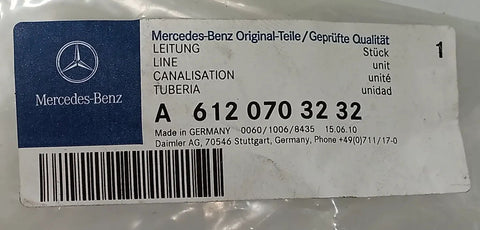 Mercedes-Benz
Mercedes-Benz Original-Teile/Geprüfte Qualität
LEITUNG Stück 1
LINE unit
CANALISATION unité
TUBERIA unidad
A 612 070 32 32
Made in GERMANY 0060/1006/8435 15.06.10
Daimler AG, 70546 Stuttgart, Germany, Phone +49(0)711/17-0